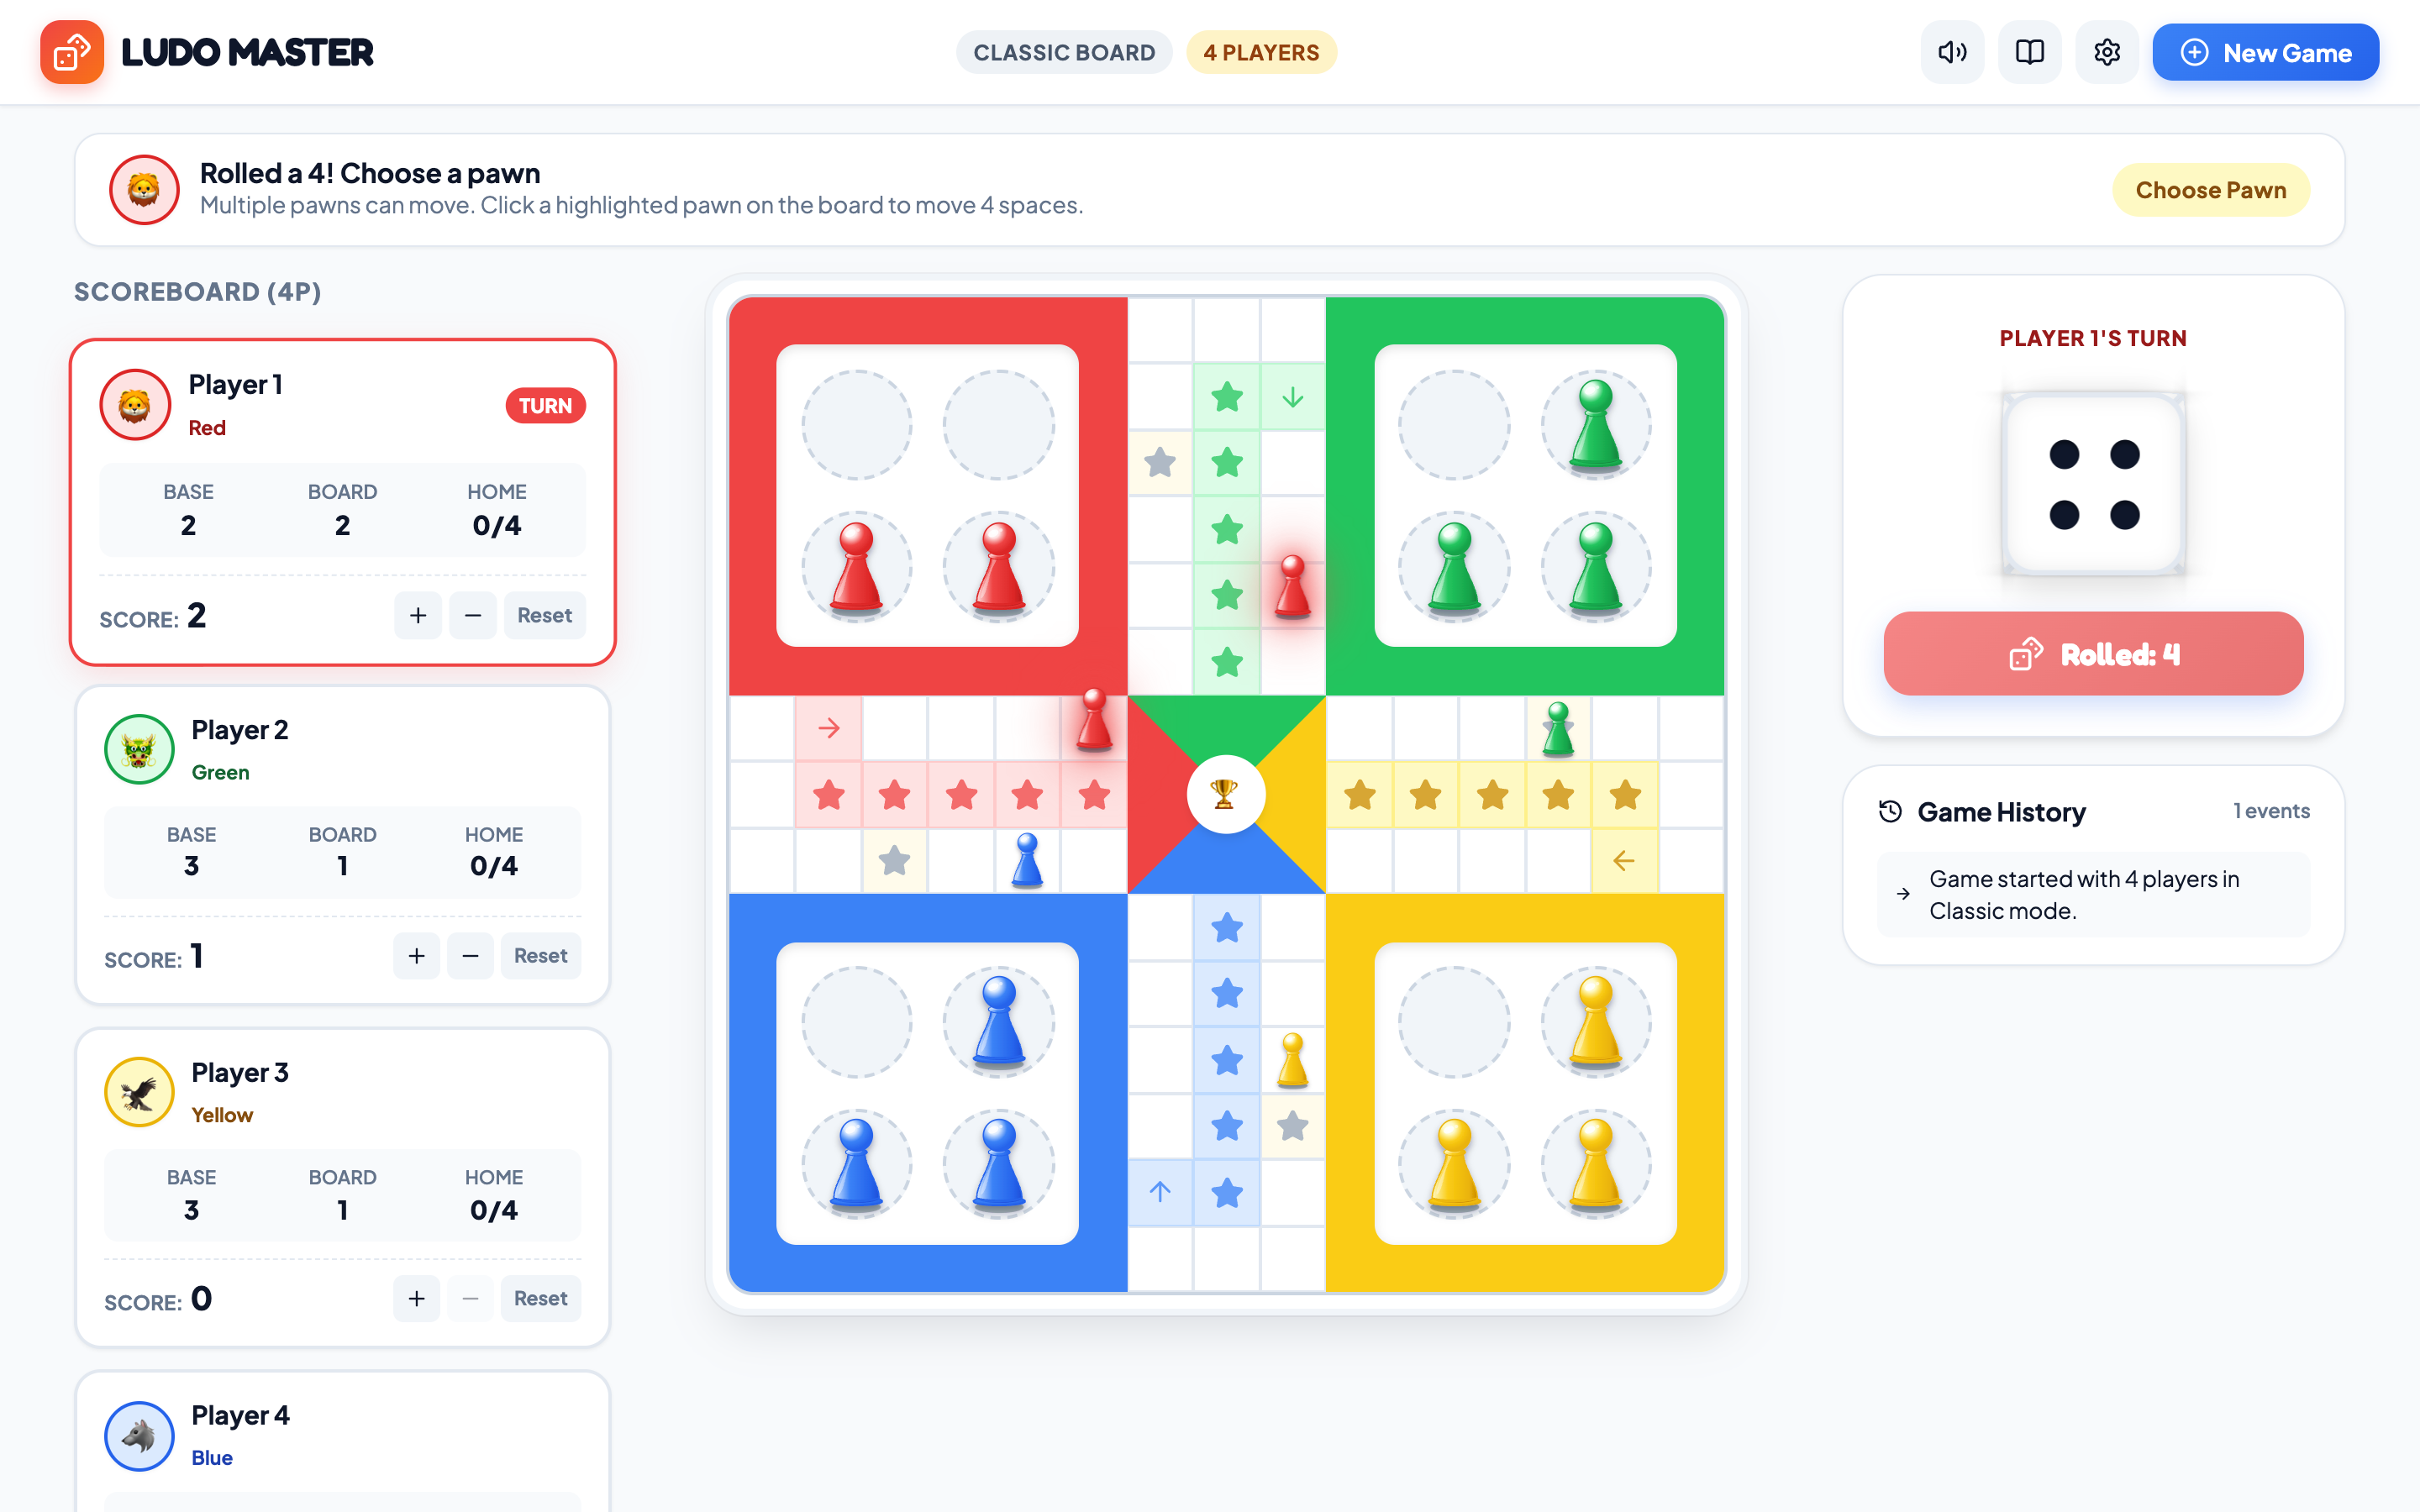 LUDO MASTER
CLASSIC BOARD
4 PLAYERS
New Game
Rolled a 4! Choose a pawn
Multiple pawns can move. Click a highlighted pawn on the board to move 4 spaces.
Choose Pawn
SCOREBOARD (4P)
Player 1
Red
TURN
BASE BOARD HOME
2 2 0/4
SCORE: 2 + − Reset
Player 2
Green
BASE BOARD HOME
3 1 0/4
SCORE: 1 + − Reset
Player 3
Yellow
BASE BOARD HOME
3 1 0/4
SCORE: 0 + − Reset
Player 4
Blue
PLAYER 1'S TURN
Rolled: 4
Game History
1 events
Game started with 4 players in
Classic mode.